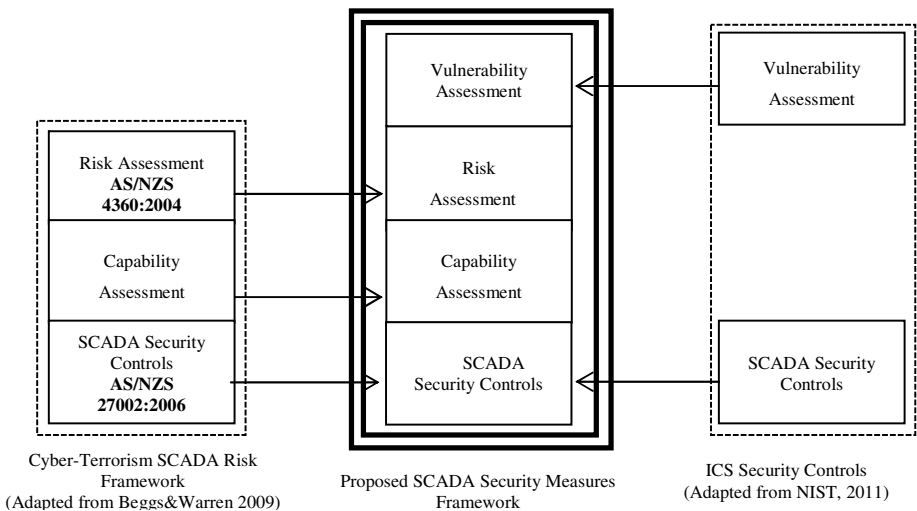 Risk Assessment
AS/NZS
4360:2004
Capability
Assessment
SCADA Security
Controls
AS/NZS
27002:2006
Cyber-Terrorism SCADA Risk
Framework
(Adapted from Beggs&Warren 2009)
Vulnerability
Assessment
Risk
Assessment
Capability
Assessment
SCADA
Security Controls
Proposed SCADA Security Measures
Framework
Vulnerability
Assessment
SCADA Security
Controls
ICS Security Controls
(Adapted from NIST, 2011)